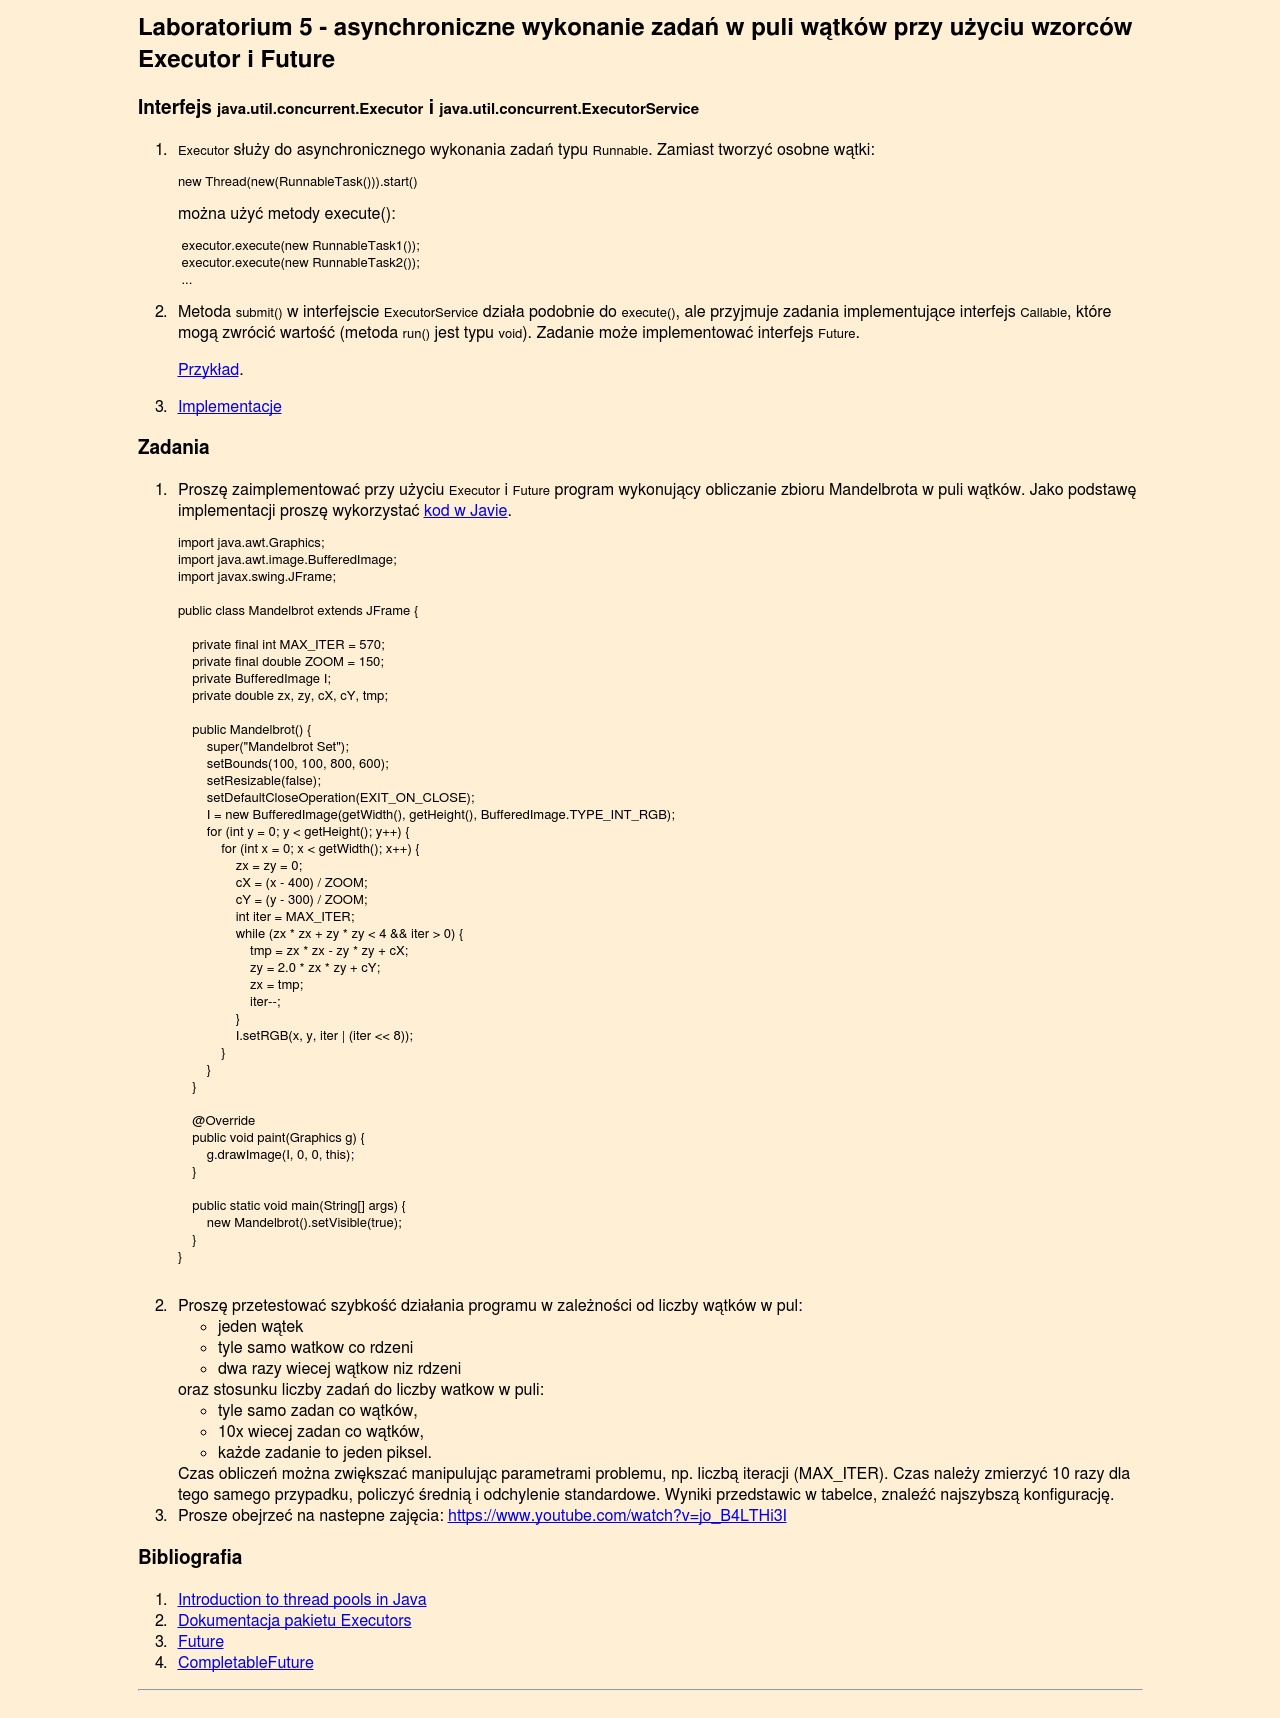 Laboratorium 5 - asynchroniczne wykonanie zadań w puli wątków przy użyciu wzorców
Executor i Future
Interfejs java.util.concurrent.Executor i java.util.concurrent.ExecutorService
1. Executor służy do asynchronicznego wykonania zadań typu Runnable. Zamiast tworzyć osobne wątki:
new Thread(new(RunnableTask())).start()
można użyć metody execute():
executor.execute(new RunnableTask1());
executor.execute(new RunnableTask2());
...
2. Metoda submit() w interfejscie ExecutorService działa podobnie do execute(), ale przyjmuje zadania implementujące interfejs Callable, które
mogą zwrócić wartość (metoda run() jest typu void). Zadanie może implementować interfejs Future.
Przykład.
3. Implementacje
Zadania
1. Proszę zaimplementować przy użyciu Executor i Future program wykonujący obliczanie zbioru Mandelbrota w puli wątków. Jako podstawę
implementacji proszę wykorzystać kod w Javie.
import java.awt.Graphics;
import java.awt.image.BufferedImage;
import javax.swing.JFrame;
public class Mandelbrot extends JFrame {
private final int MAX_ITER = 570;
private final double ZOOM = 150;
private BufferedImage I;
private double zx, zy, cX, cY, tmp;
public Mandelbrot() {
super("Mandelbrot Set");
setBounds(100, 100, 800, 600);
setResizable(false);
setDefaultCloseOperation(EXIT_ON_CLOSE);
I = new BufferedImage(getWidth(), getHeight(), BufferedImage.TYPE_INT_RGB);
for (int y = 0; y < getHeight(); y++) {
for (int x = 0; x < getWidth(); x++) {
zx = zy = 0;
cX = (x - 400) / ZOOM;
cY = (y - 300) / ZOOM;
int iter = MAX_ITER;
while (zx * zx + zy * zy < 4 && iter > 0) {
tmp = zx * zx - zy * zy + cX;
zy = 2.0 * zx * zy + cY;
zx = tmp;
iter--;
}
I.setRGB(x, y, iter | (iter << 8));
}
}
}
@Override
public void paint(Graphics g) {
g.drawImage(I, 0, 0, this);
}
public static void main(String[] args) {
new Mandelbrot().setVisible(true);
}
}
2. Proszę przetestować szybkość działania programu w zależności od liczby wątków w pul:
jeden wątek
tyle samo watkow co rdzeni
dwa razy wiecej wątkow niz rdzeni
oraz stosunku liczby zadań do liczby watkow w puli:
tyle samo zadan co wątków,
10x wiecej zadan co wątków,
każde zadanie to jeden piksel.
Czas obliczeń można zwiększać manipulując parametrami problemu, np. liczbą iteracji (MAX_ITER). Czas należy zmierzyć 10 razy dla
tego samego przypadku, policzyć średnią i odchylenie standardowe. Wyniki przedstawic w tabelce, znaleźć najszybszą konfigurację.
3. Prosze obejrzeć na nastepne zajęcia: https://www.youtube.com/watch?v=jo_B4LTHi3I
Bibliografia
1. Introduction to thread pools in Java
2. Dokumentacja pakietu Executors
3. Future
4. CompletableFuture